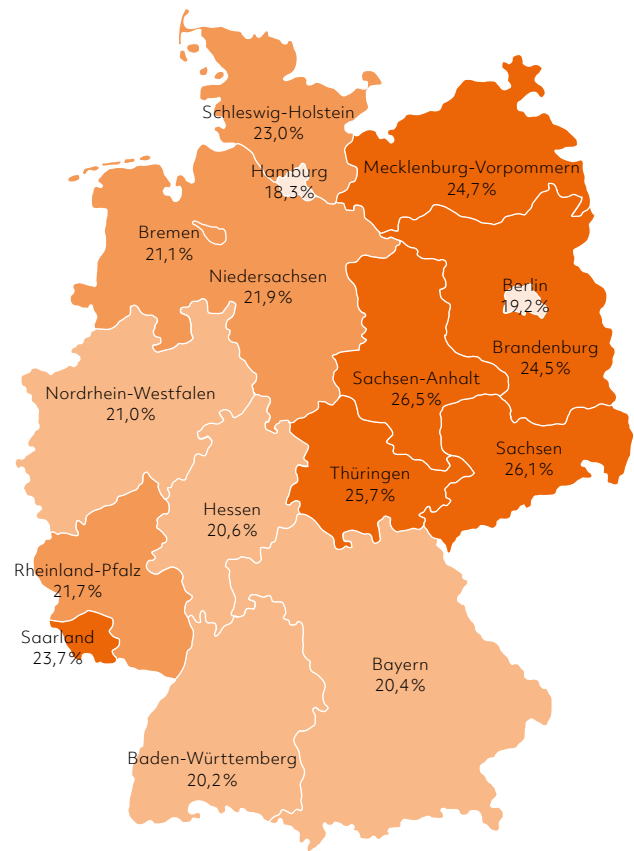 Schleswig-Holstein
23,0%
Hamburg
18,3%
Mecklenburg-Vorpommern
24,7%
Bremen
21,1%
Niedersachsen
21,9%
Berlin
19,2%
Brandenburg
24,5%
Sachsen-Anhalt
26,5%
Nordrhein-Westfalen
21,0%
Sachsen
26,1%
Thüringen
25,7%
Hessen
20,6%
Rheinland-Pfalz
21,7%
Saarland
23,7%
Bayern
20,4%
Baden-Württemberg
20,2%